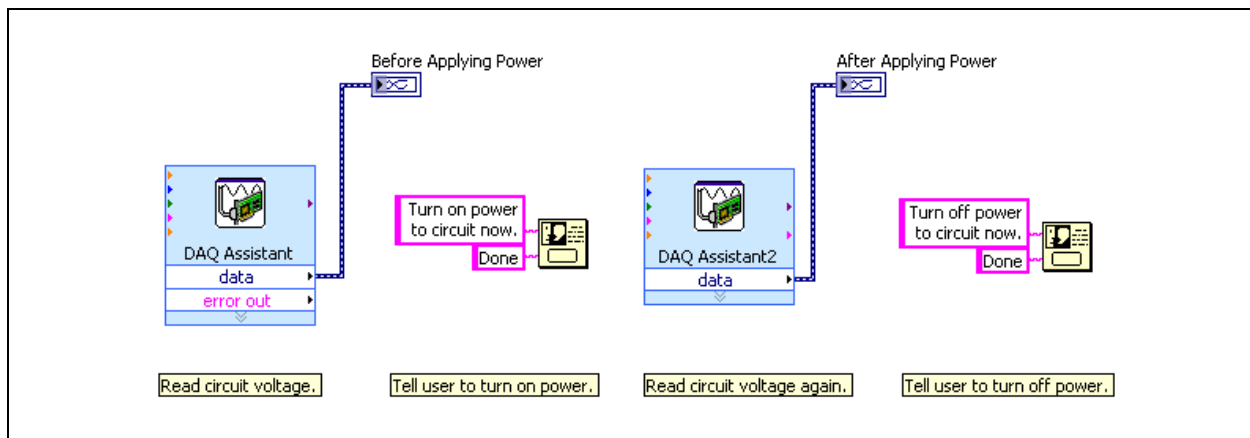 Before Applying Power
After Applying Power
DAQ Assistant
data
error out
Turn on power
to circuit now.
Done
DAQ Assistant2
data
Turn off power
to circuit now.
Done
Read circuit voltage.
Tell user to turn on power.
Read circuit voltage again.
Tell user to turn off power.